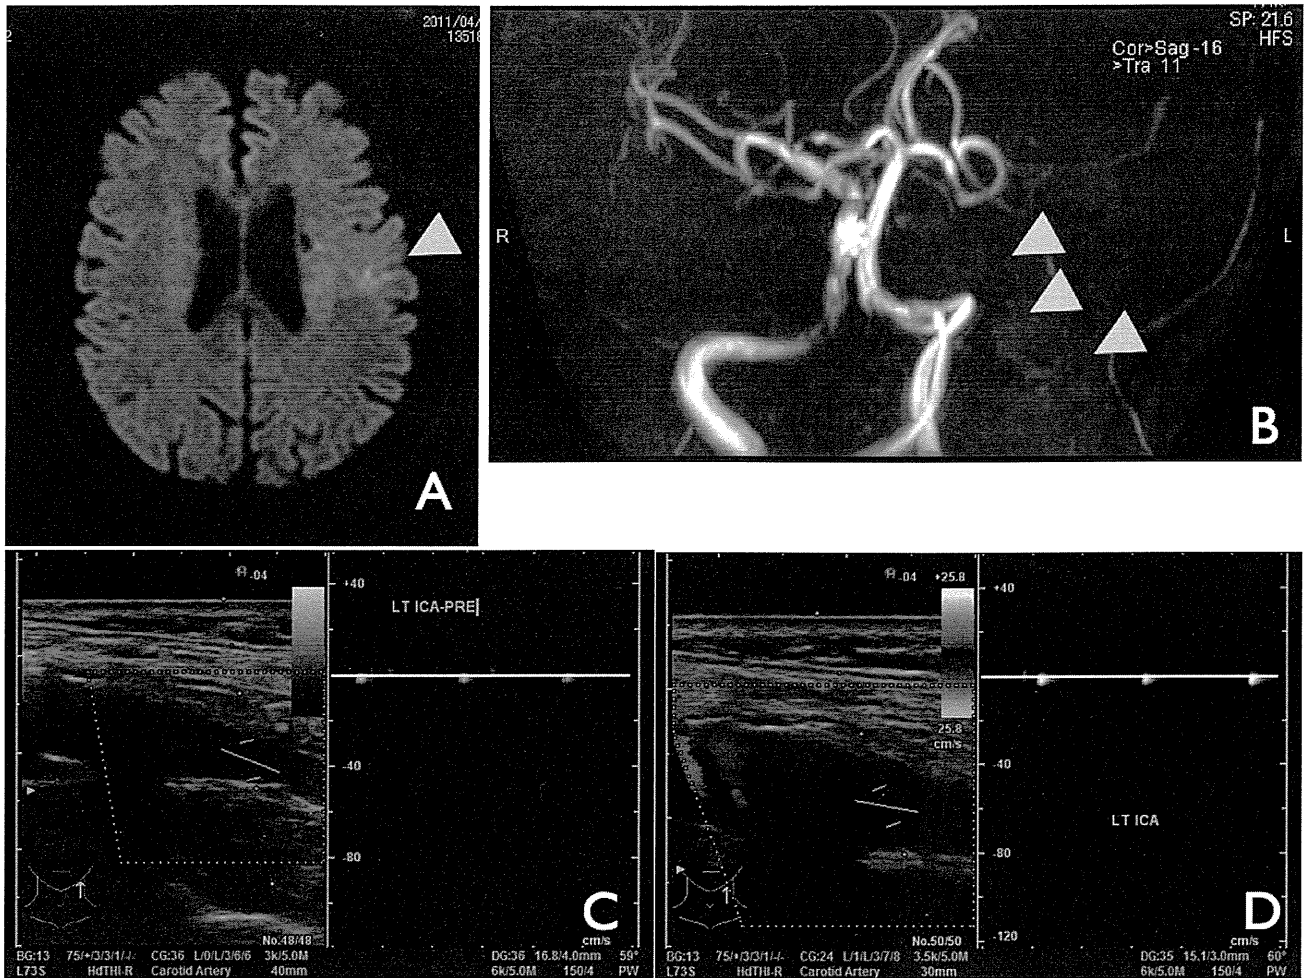 2011/04/
13518
2
A
SP: 21.6
HFS
Cor>Sag -16
>Tra 11
R
L
B
-04
+40
LT ICA-PRE
-40
-80
No.48/48
cm/s
C
BG:13 75/+/3/3/1/-/- CG:36 L/0/L/3/6/6 3k/5.0M DG:36 16.8/4.0mm 59°
L73S HdTHI-R Carotid Artery 40mm 6k/5.0M 150/4 PW
-04 +25.8
+40
25.8
cm/s
-40
LT ICA
-80
-120
No.50/50
cm/s
D
BG:13 75/+/3/3/1/-/- CG:24 L/1/L/3/7/8 3.5k/5.0M DG:35 15.1/3.0mm 60°
L73S HdTHI-R Carotid Artery 30mm 6k/5.0M 150/4 PW